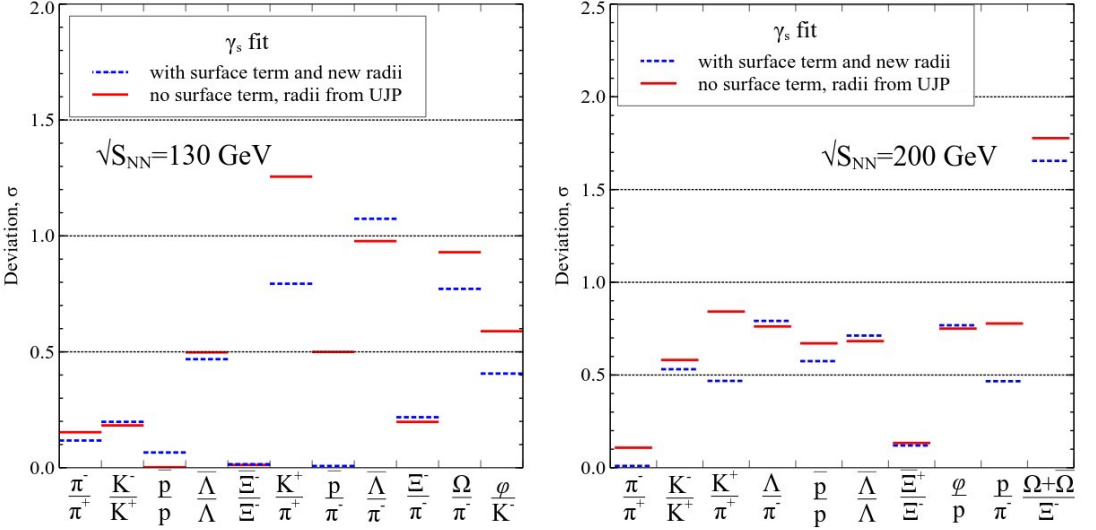 2.0
1.5
1.0
0.5
0.0
Deviation, σ
γs fit
with surface term and new radii
no surface term, radii from UJP
√SNN=130 GeV
π⁻ K⁻ p̅ Λ̅ Ξ̅⁻ K⁺ p̅ Λ̅ Ξ⁻ Ω φ
π⁺ K⁺ p Λ Ξ⁻ π⁺ π⁻ π⁻ π⁻ π⁻ K⁻
2.5
2.0
1.5
1.0
0.5
0.0
Deviation, σ
γs fit
with surface term and new radii
no surface term, radii from UJP
√SNN=200 GeV
π⁻ K⁻ K⁺ Λ p̅ Λ̅ Ξ̅⁺ φ p Ω+Ω̅
π⁺ K⁺ π⁺ π⁻ p Λ Ξ⁻ p π⁻ Ξ⁻